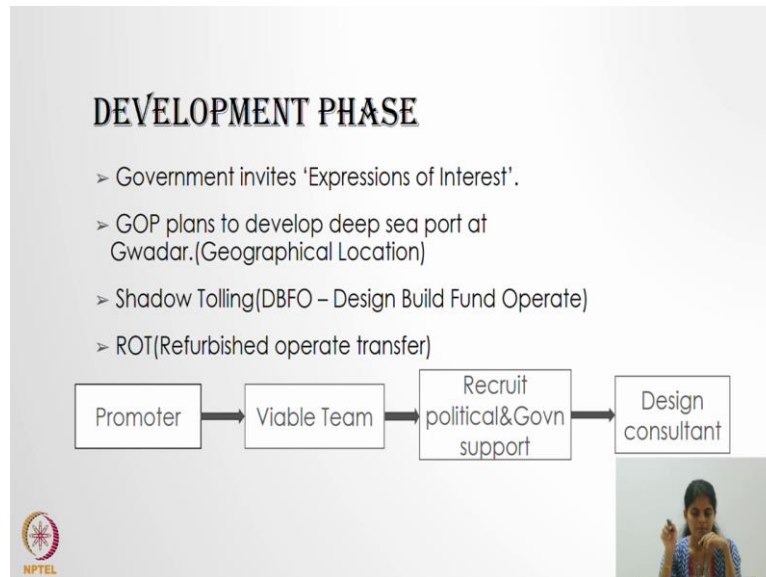 DEVELOPMENT PHASE
➢ Government invites ‘Expressions of Interest’.
➢ GOP plans to develop deep sea port at
Gwadar.(Geographical Location)
➢ Shadow Tolling(DBFO – Design Build Fund Operate)
➢ ROT(Refurbished operate transfer)
Promoter
Viable Team
Recruit
political&Govn
support
Design
consultant
NPTEL